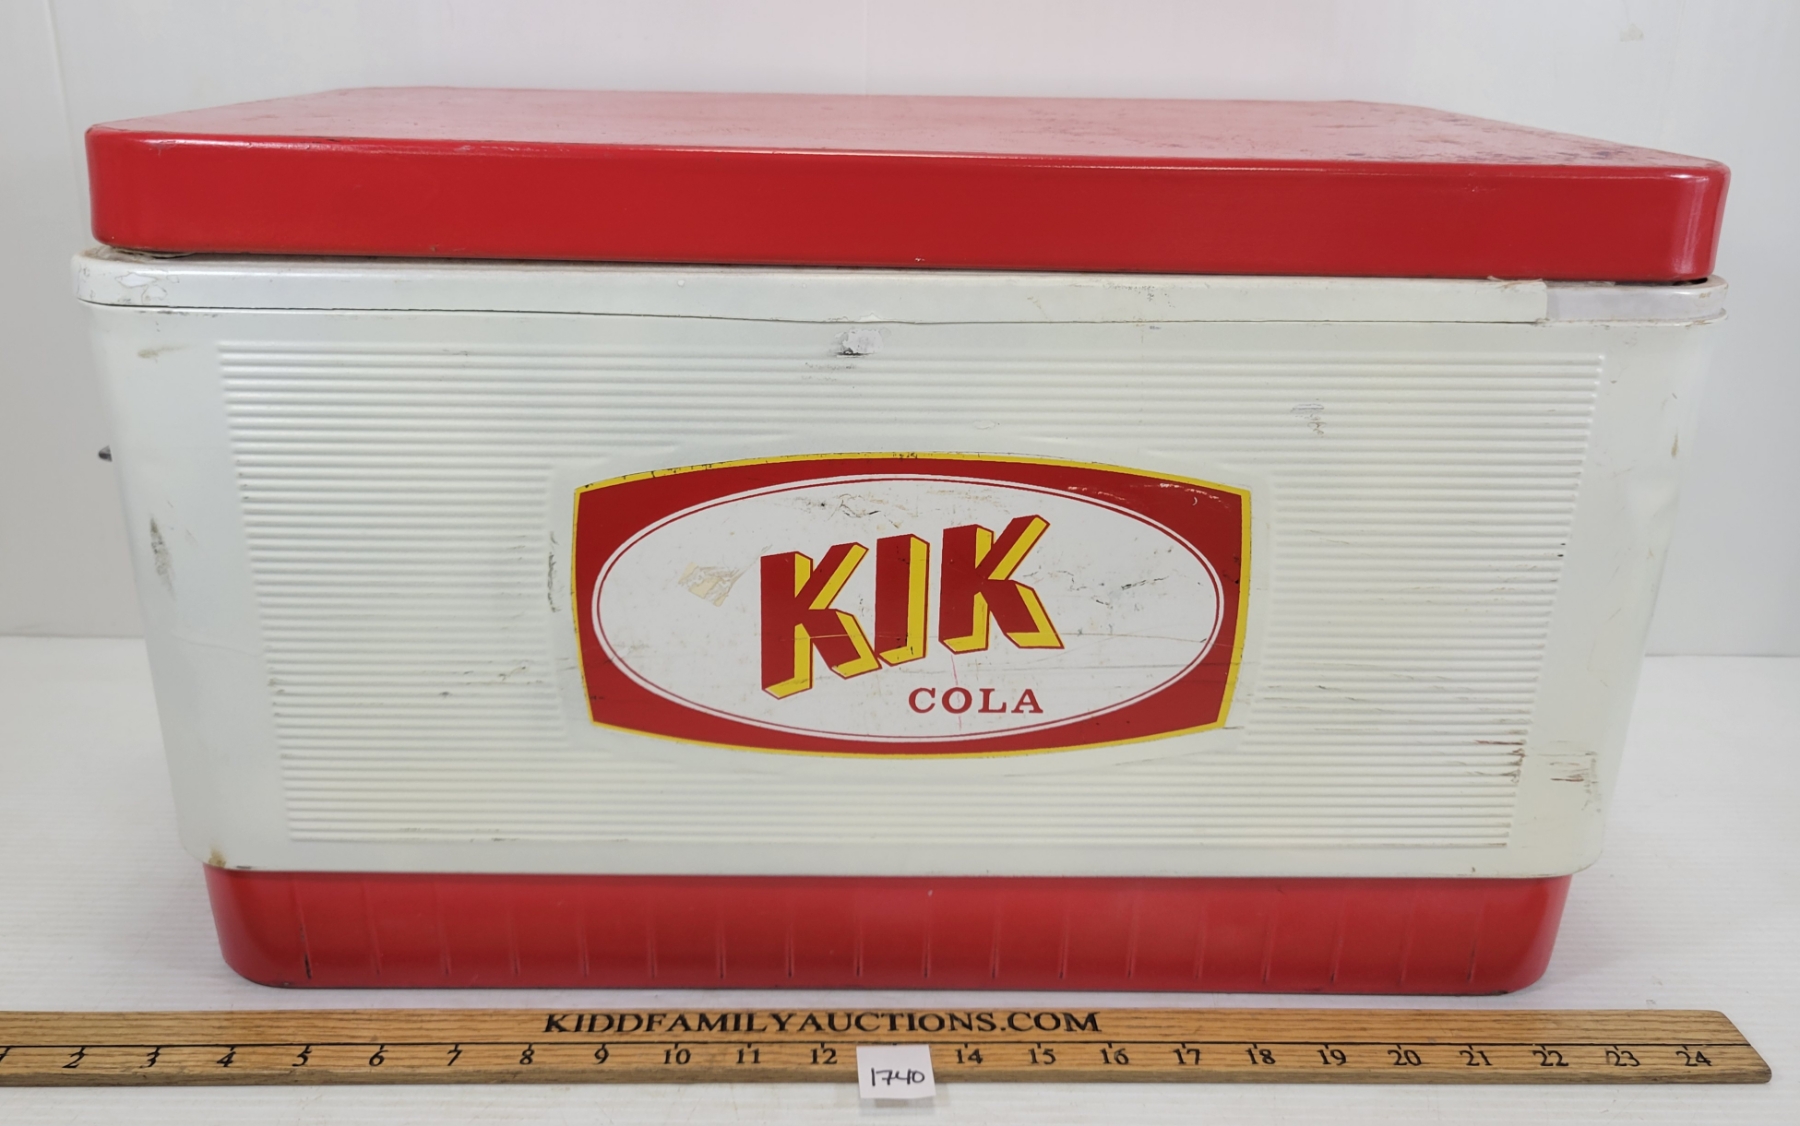 KIK
COLA
KIDDFAMILYAUCTIONS.COM
1 2 3 4 5 6 7 8 9 10 11 12 14 15 16 17 18 19 20 21 22 23 24
1740